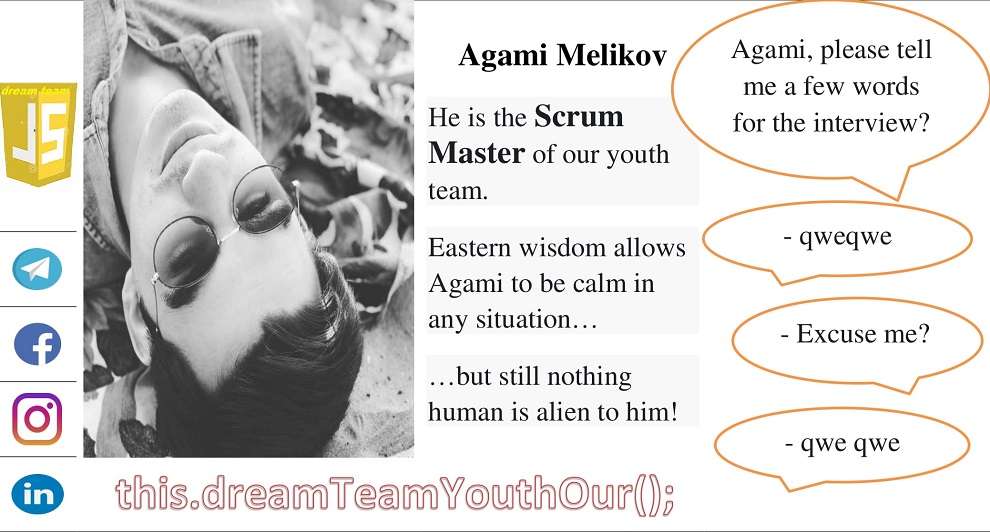 dream team
JS
Agami Melikov
He is the Scrum
Master of our youth
team.
Eastern wisdom allows
Agami to be calm in
any situation…
…but still nothing
human is alien to him!
Agami, please tell
me a few words
for the interview?
- qweqwe
- Excuse me?
- qwe qwe
f
in
this.dreamTeamYouthOur();